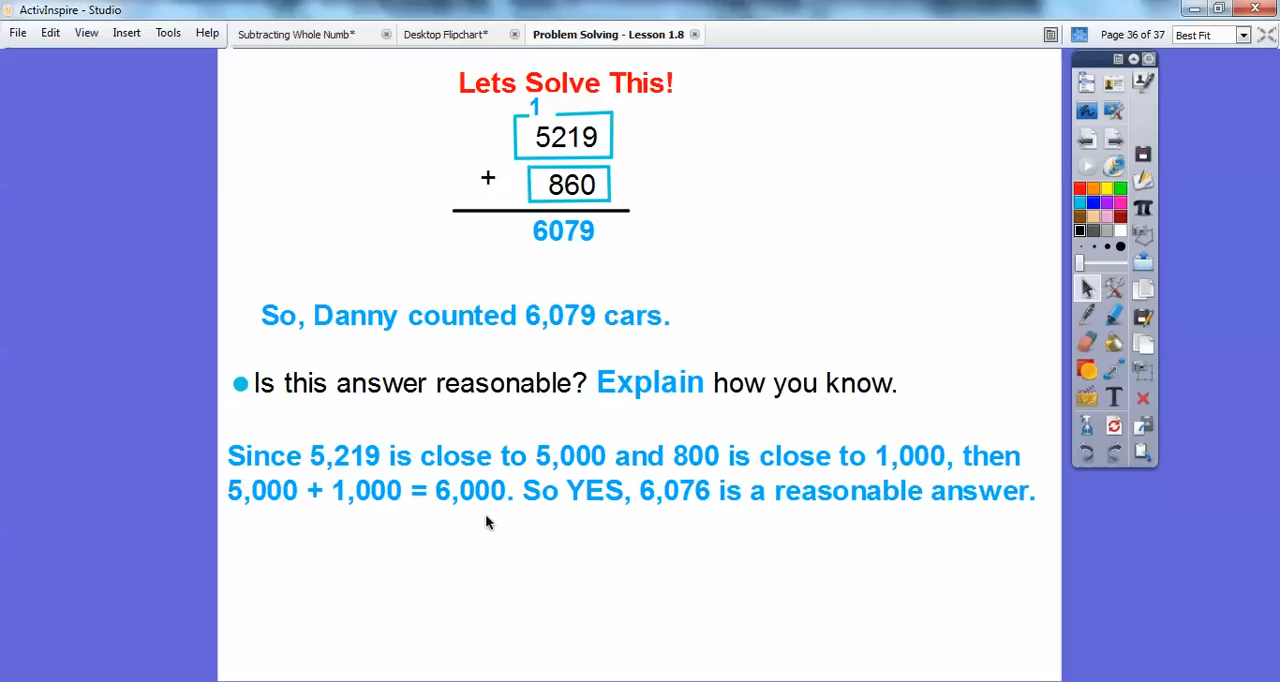 ActivInspire - Studio
File Edit View Insert Tools Help
Subtracting Whole Numb* Desktop Flipchart* Problem Solving - Lesson 1.8 Page 36 of 37 Best Fit
Lets Solve This!
1
5219
+ 860
6079
So, Danny counted 6,079 cars.
Is this answer reasonable? Explain how you know.
Since 5,219 is close to 5,000 and 800 is close to 1,000, then
5,000 + 1,000 = 6,000. So YES, 6,076 is a reasonable answer.